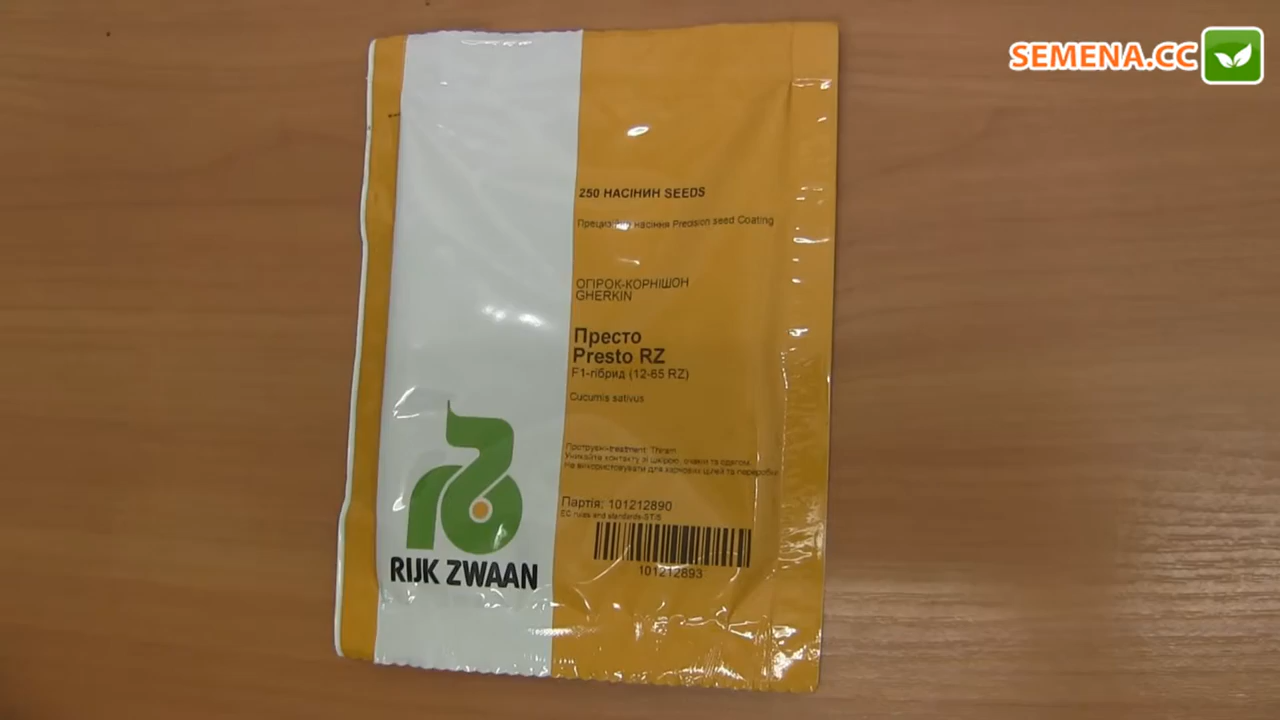 SEMENA.CC
250 НАСІНИН SEEDS
Прецизійне насіння Precision seed Coating
ОГІРОК-КОРНІШОН
GHERKIN
Престо
Presto RZ
F1-гібрид (12-65 RZ)
Cucumis sativus
treatment: Thiram
Уникайте контакту зі шкірою, очами та одягом.
Не використовувати для харчових цілей та переробки
Партія: 101212890
EC rules and standards-ST/S
101212893
RIJK ZWAAN